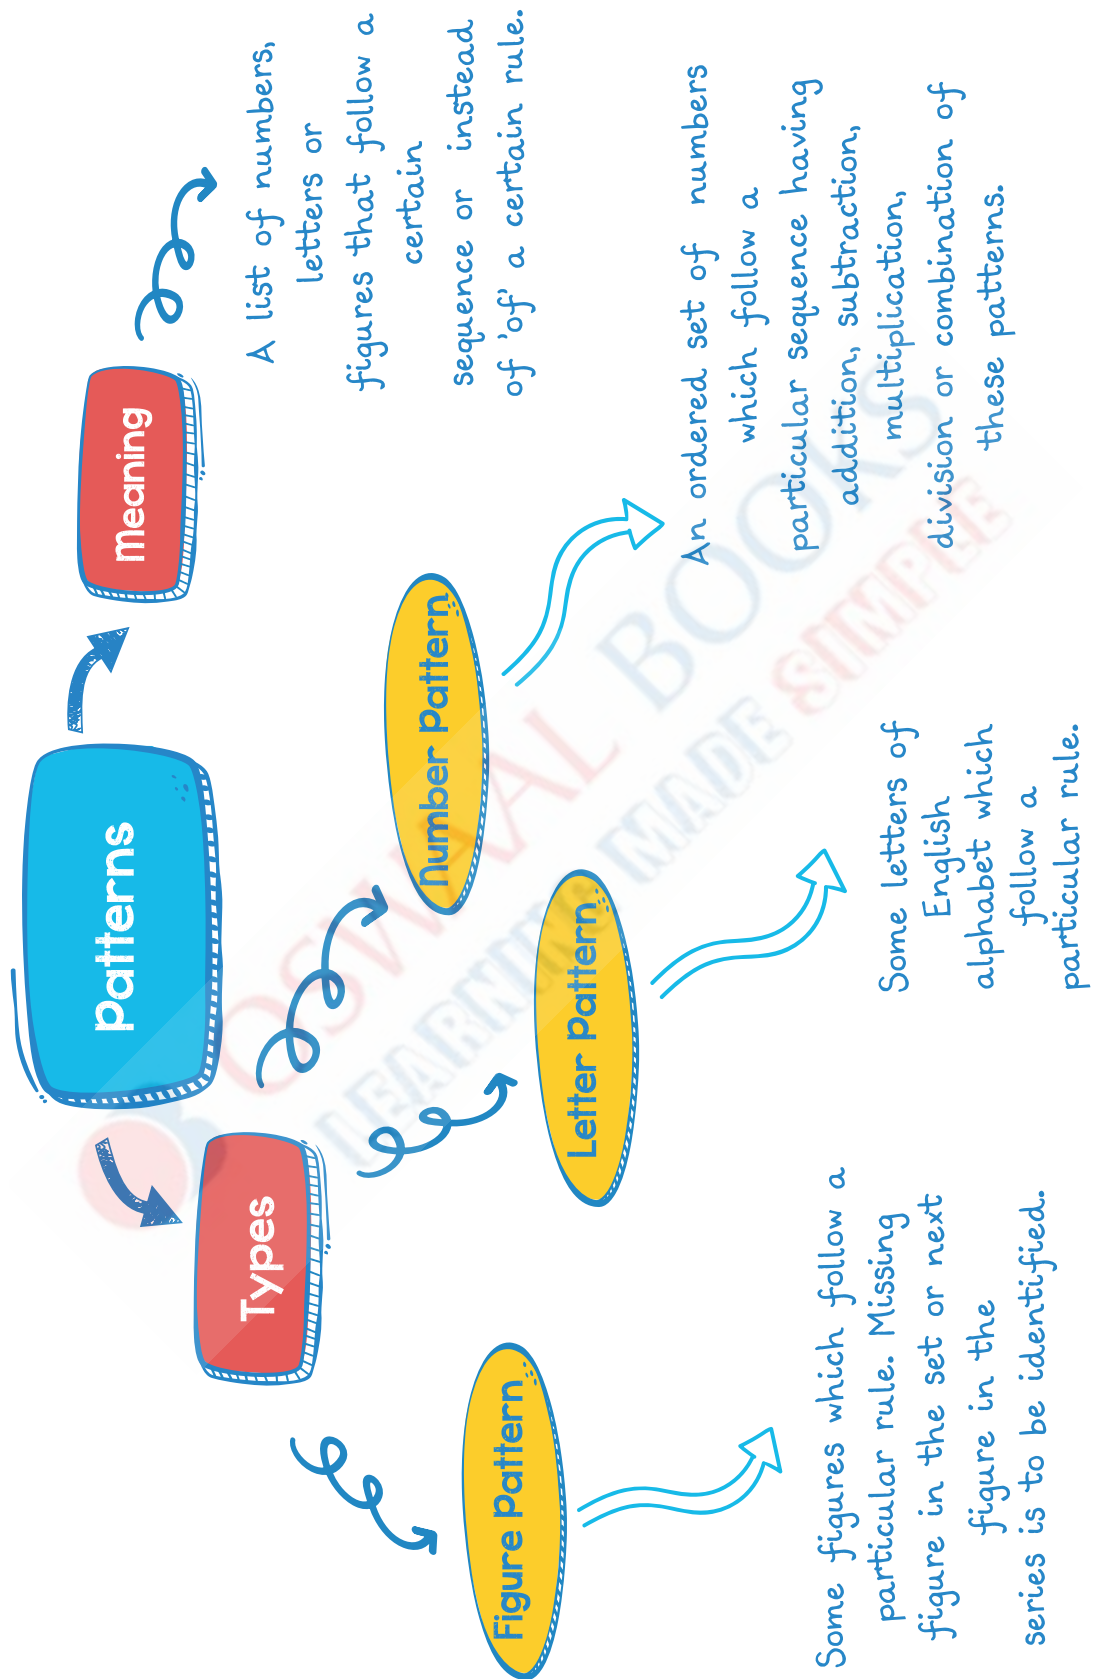 Patterns
Types
meaning
A list of numbers,
letters or
figures that follow a
certain
sequence or instead
of 'of' a certain rule.
Figure Pattern
Some figures which follow a
particular rule. Missing
figure in the set or next
figure in the
series is to be identified.
Letter Pattern
Some letters of
English
alphabet which
follow a
particular rule.
Number Pattern
An ordered set of numbers
which follow a
particular sequence having
addition, subtraction,
multiplication,
division or combination of
these patterns.
OSWAAL BOOKS
LEARNING MADE SIMPLE